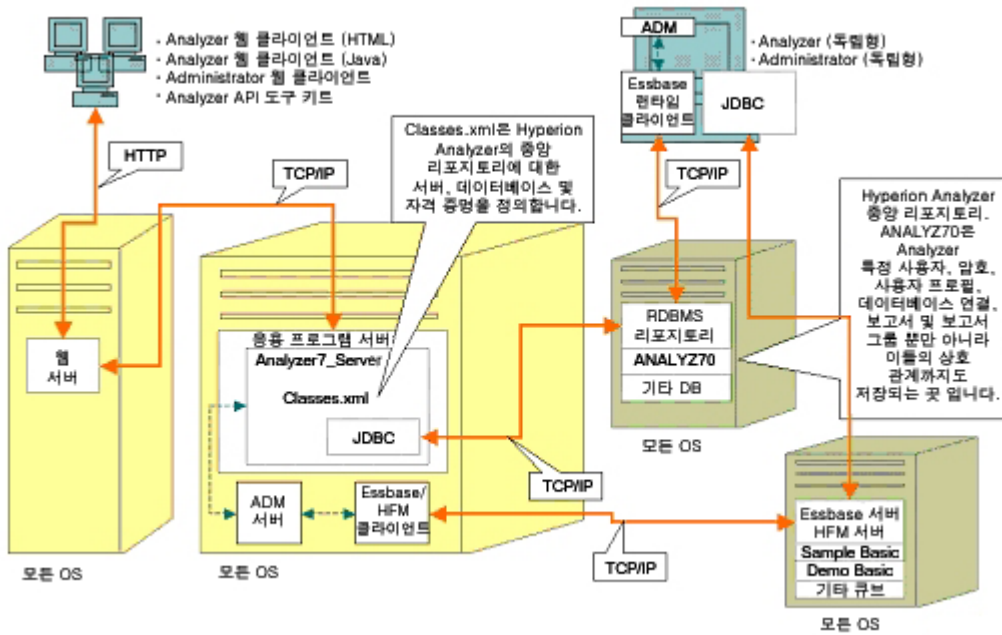 - Analyzer 웹 클라이언트 (HTML)
- Analyzer 웹 클라이언트 (Java)
- Administrator 웹 클라이언트
- Analyzer API 도구 키트
ADM
- Analyzer (독립형)
- Administrator (독립형)
Essbase
런타임
클라이언트
JDBC
HTTP
TCP/IP
Classes.xml은 Hyperion
Analyzer의 중앙
리포지토리에 대한
서버, 데이터베이스 및
자격 증명을 정의합니다.
TCP/IP
Hyperion Analyzer
중앙 리포지토리.
ANALYZ70은
Analyzer
특정 사용자, 암호,
사용자 프로필,
데이터베이스 연결,
보고서 및 보고서
그룹 뿐만 아니라
이들의 상호
관계까지도
저장되는 곳 입니다.
웹
서버
응용 프로그램 서버
Analyzer7_Server
Classes.xml
JDBC
RDBMS
리포지토리
ANALYZ70
기타 DB
모든 OS
TCP/IP
ADM
서버
Essbase/
HFM
클라이언트
TCP/IP
Essbase 서버
HFM 서버
Sample Basic
Demo Basic
기타 큐브
모든 OS
모든 OS
모든 OS